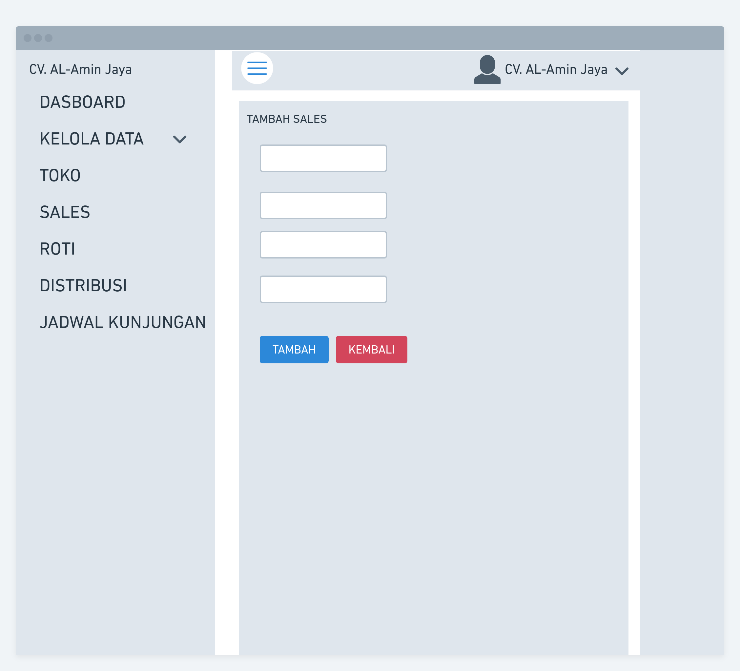 CV. AL-Amin Jaya
DASBOARD
KELOLA DATA
TOKO
SALES
ROTI
DISTRIBUSI
JADWAL KUNJUNGAN
CV. AL-Amin Jaya
TAMBAH SALES
TAMBAH
KEMBALI